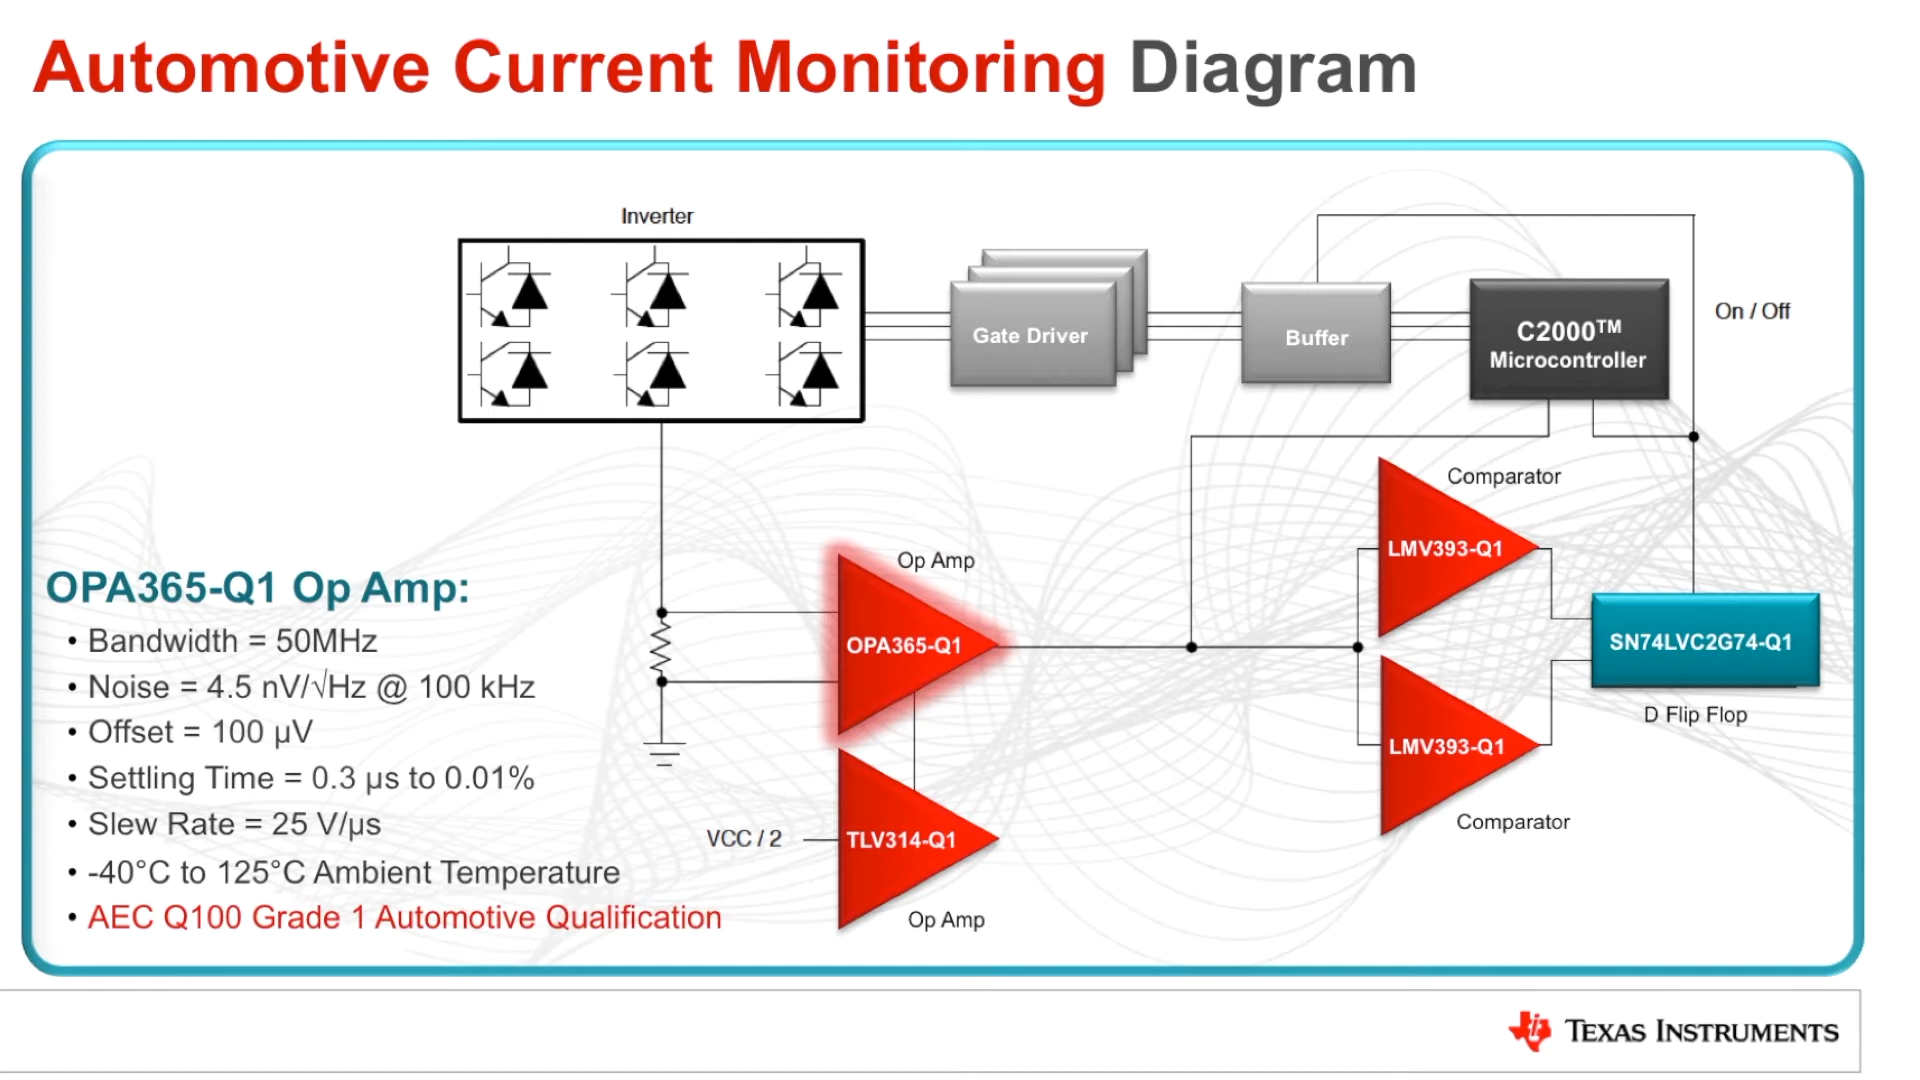 Automotive Current Monitoring Diagram
Inverter
Gate Driver
Buffer
C2000™
Microcontroller
On / Off
Comparator
LMV393-Q1
Op Amp
OPA365-Q1
SN74LVC2G74-Q1
D Flip Flop
LMV393-Q1
Comparator
VCC / 2
TLV314-Q1
Op Amp
OPA365-Q1 Op Amp:
• Bandwidth = 50MHz
• Noise = 4.5 nV/√Hz @ 100 kHz
• Offset = 100 µV
• Settling Time = 0.3 µs to 0.01%
• Slew Rate = 25 V/µs
• -40°C to 125°C Ambient Temperature
• AEC Q100 Grade 1 Automotive Qualification
TEXAS INSTRUMENTS